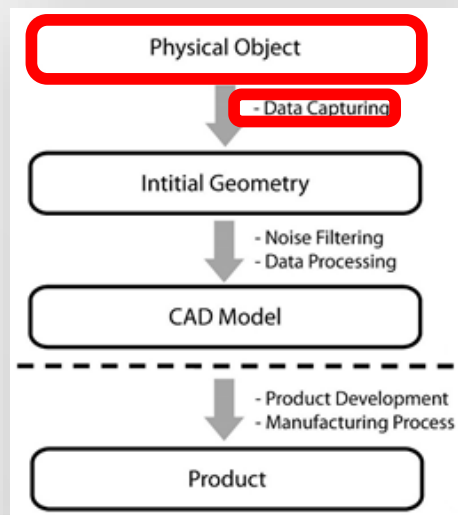 Physical Object
- Data Capturing
Intitial Geometry
- Noise Filtering
- Data Processing
CAD Model
- Product Development
- Manufacturing Process
Product